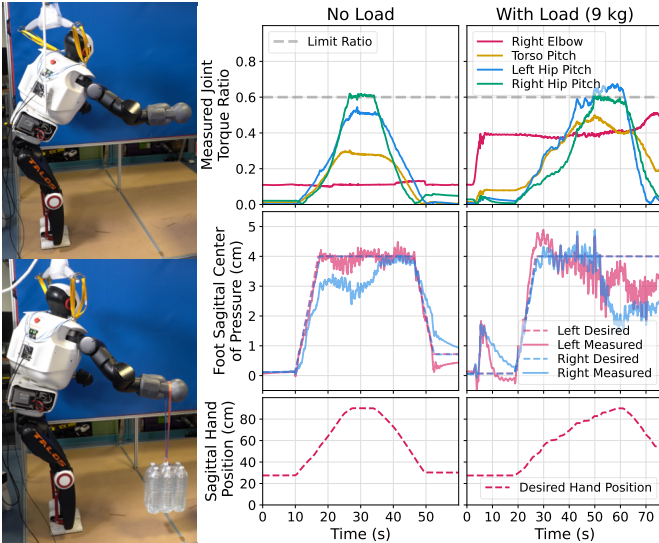 No Load
With Load (9 kg)
Measured Joint
Torque Ratio
0.8
0.6
0.4
0.2
0.0
Limit Ratio
Right Elbow
Torso Pitch
Left Hip Pitch
Right Hip Pitch
Foot Sagittal Center
of Pressure (cm)
5
4
3
2
1
0
Left Desired
Left Measured
Right Desired
Right Measured
Sagittal Hand
Position (cm)
80
60
40
20
0
Desired Hand Position
0 10 20 30 40 50
0 10 20 30 40 50 60 70
Time (s)
Time (s)
TALOS
TALOS